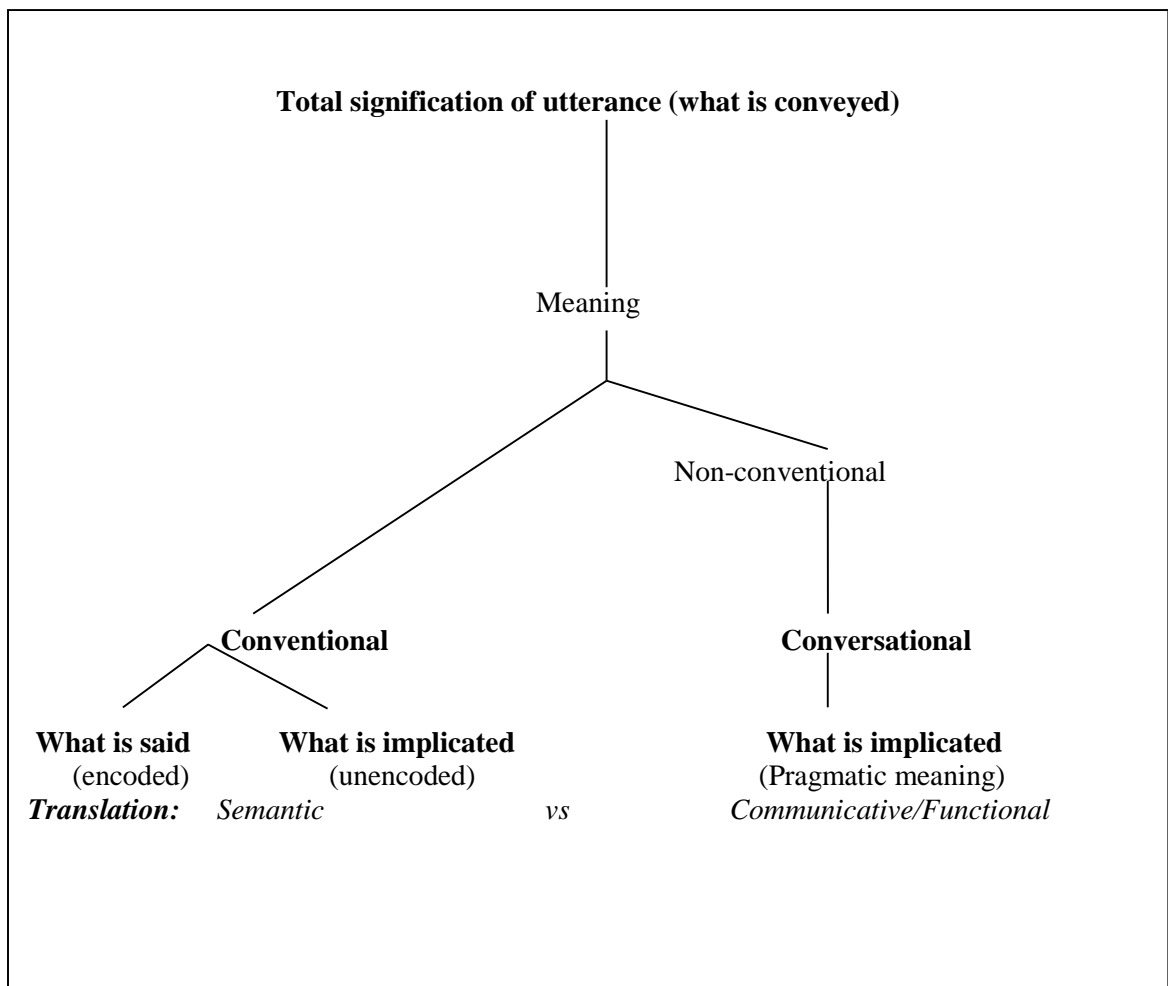 Total signification of utterance (what is conveyed)
Meaning
Non-conventional
Conventional Conversational
What is said What is implicated What is implicated
(encoded) (unencoded) (Pragmatic meaning)
Translation: Semantic vs Communicative/Functional